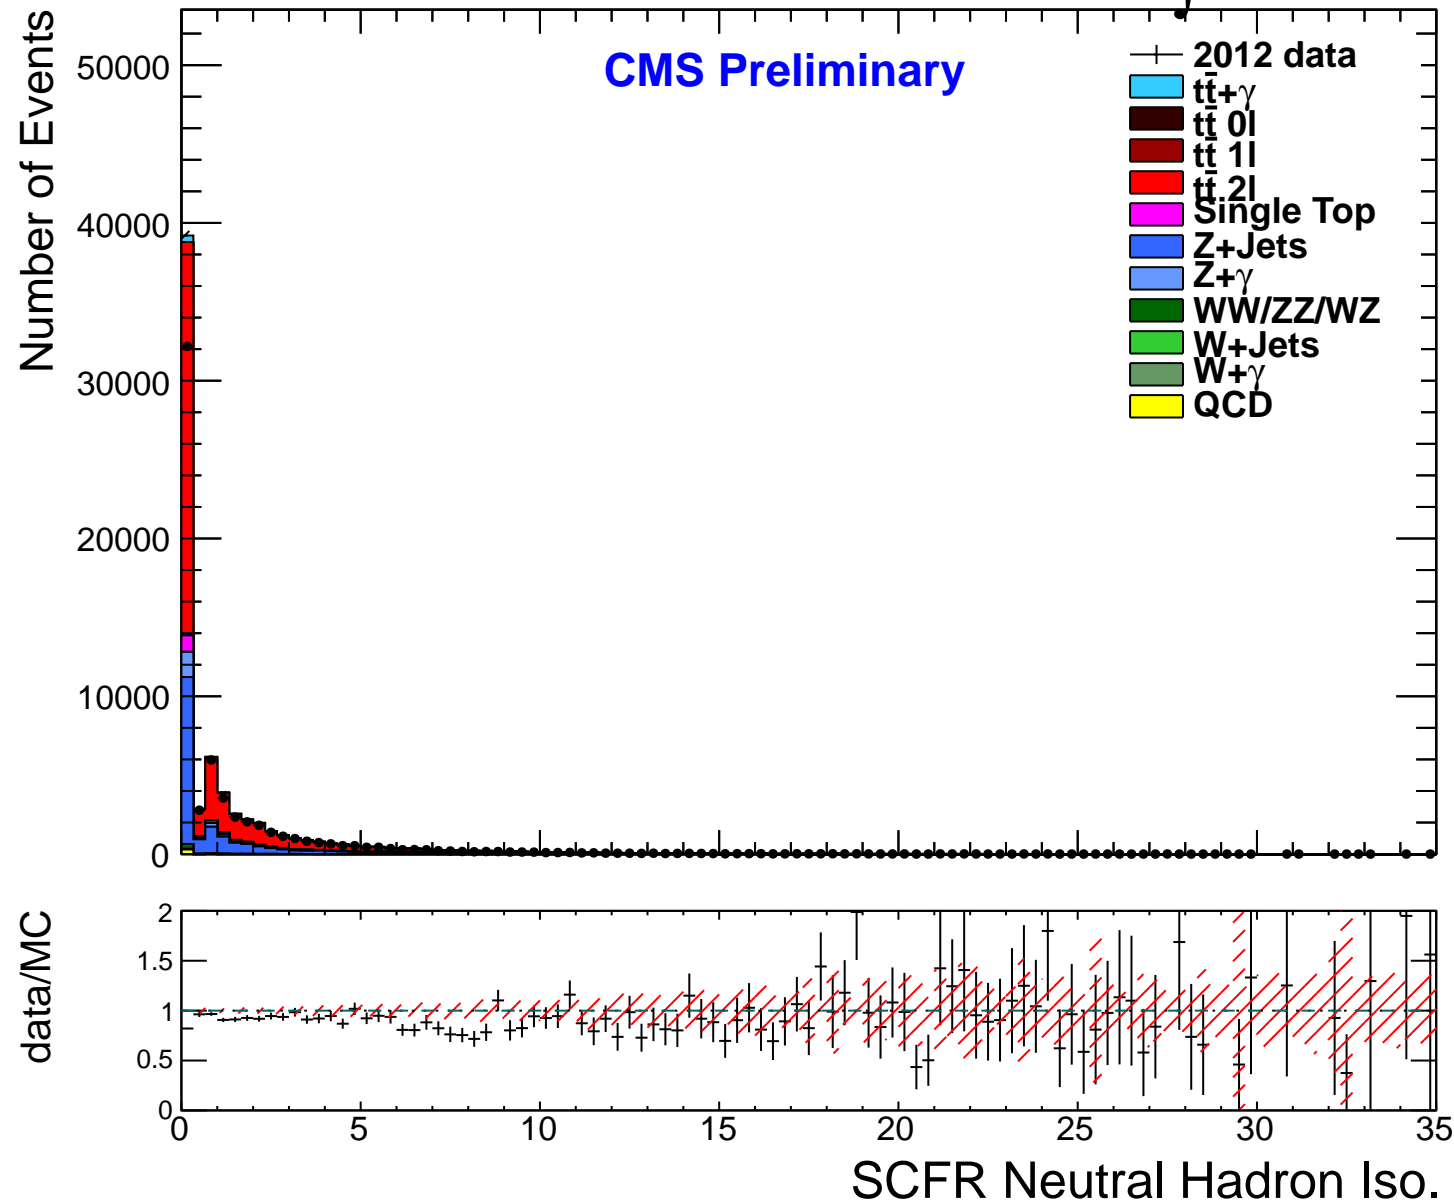 CMS Preliminary
2012 data
tt̄+γ
tt̄ 0l
tt̄ 1l
tt̄ 2l
Single Top
Z+Jets
Z+γ
WW/ZZ/WZ
W+Jets
W+γ
QCD
Number of Events
50000
40000
30000
20000
10000
0
data/MC
2
1.5
1
0.5
0
0 5 10 15 20 25 30 35
SCFR Neutral Hadron Iso.